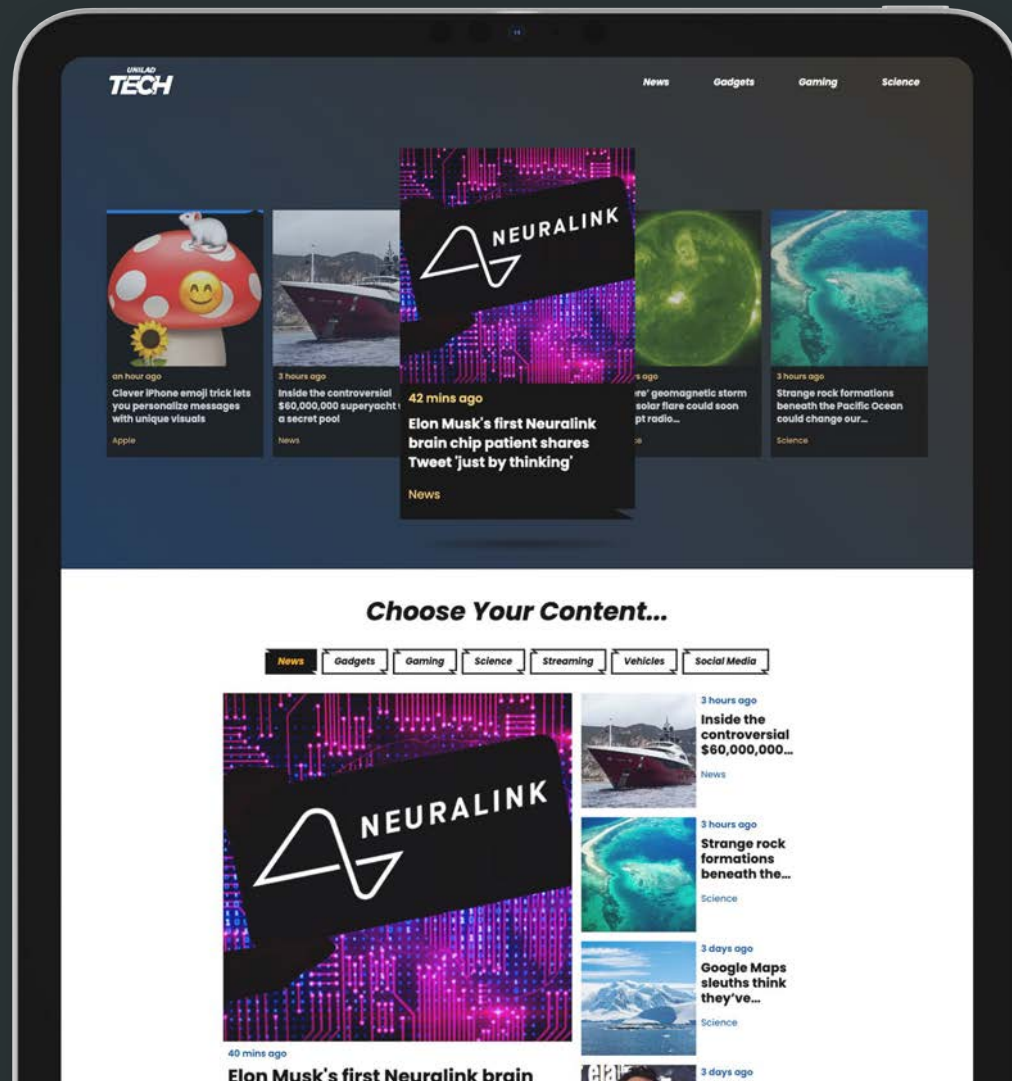 UNILAD
TECH
News
Gadgets
Gaming
Science
an hour ago
Clever iPhone emoji trick lets
you personalize messages
with unique visuals
Apple
3 hours ago
Inside the controversial
$60,000,000 superyacht
a secret pool
News
NEURALINK
42 mins ago
Elon Musk's first Neuralink
brain chip patient shares
Tweet 'just by thinking'
News
ago
geomagnetic storm
solar flare could soon
radio...
3 hours ago
Strange rock formations
beneath the Pacific Ocean
could change our...
Science
Choose Your Content...
News
Gadgets
Gaming
Science
Streaming
Vehicles
Social Media
NEURALINK
40 mins ago
Elon Musk's first Neuralink brain
3 hours ago
Inside the
controversial
$60,000,000...
News
3 hours ago
Strange rock
formations
beneath the...
Science
3 days ago
Google Maps
sleuths think
they've...
Science
3 days ago